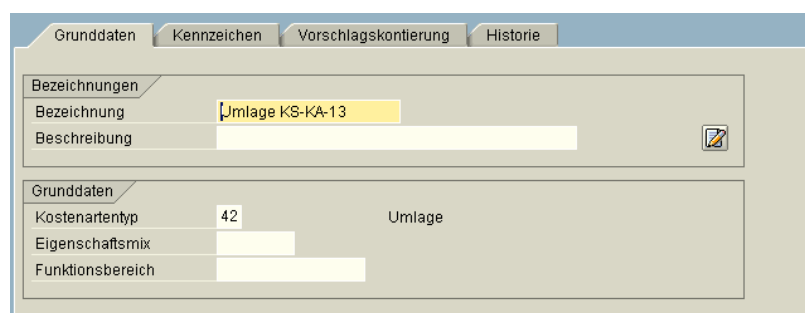 Grunddaten Kennzeichen Vorschlagskontierung Historie
Bezeichnungen
Bezeichnung Umlage KS-KA-13
Beschreibung
Grunddaten
Kostenartentyp 42 Umlage
Eigenschaftsmix
Funktionsbereich